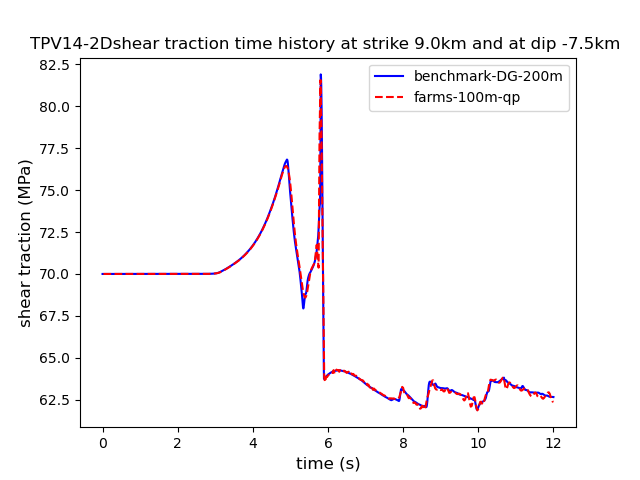 TPV14-2Dshear traction time history at strike 9.0km and at dip -7.5km
82.5
80.0
77.5
75.0
72.5
70.0
67.5
65.0
62.5
shear traction (MPa)
benchmark-DG-200m
farms-100m-qp
0 2 4 6 8 10 12
time (s)